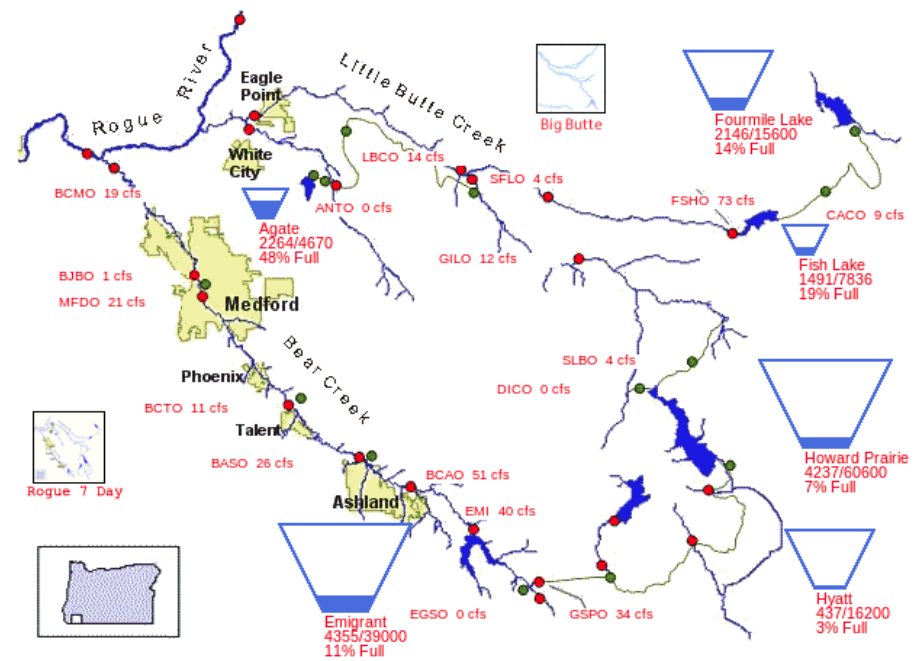 Rogue River
Little Butte Creek
Eagle
Point
White
City
Big Butte
Fourmile Lake
2146/15600
14% Full
LBCO 14 cfs
SFLO 4 cfs
BCMO 19 cfs
ANTO 0 cfs
FSHO 73 cfs
CACO 9 cfs
Agate
2264/4670
48% Full
GILO 12 cfs
Fish Lake
1491/7836
19% Full
BJBO 1 cfs
MFDO 21 cfs
Medford
Bear Creek
SLBO 4 cfs
DICO 0 cfs
Phoenix
BCTO 11 cfs
Talent
Howard Prairie
4237/60600
7% Full
BASO 26 cfs
BCAO 51 cfs
Rogue 7 Day
Ashland
EMI 40 cfs
EGSO 0 cfs
GSPO 34 cfs
Emigrant
4355/39000
11% Full
Hyatt
437/16200
3% Full